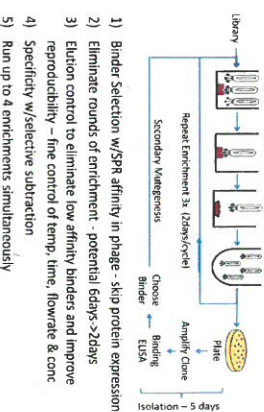 Library
Repeat Enrichment 3x (2days/cycle)
Secondary Mutegenesis
Plate
Amplify Clone
Binding
ELISA
Choose
Binder
Isolation – 5 days
1) Binder Selection w/SPR affinity in phage - skip protein expression
2) Eliminate rounds of enrichment - potential 6days->2days
3) Elution control to eliminate low affinity binders and improve
reproducibility – fine control of temp, time, flowrate & conc
4) Specificity w/selective subtraction
5) Run up to 4 enrichments simultaneously